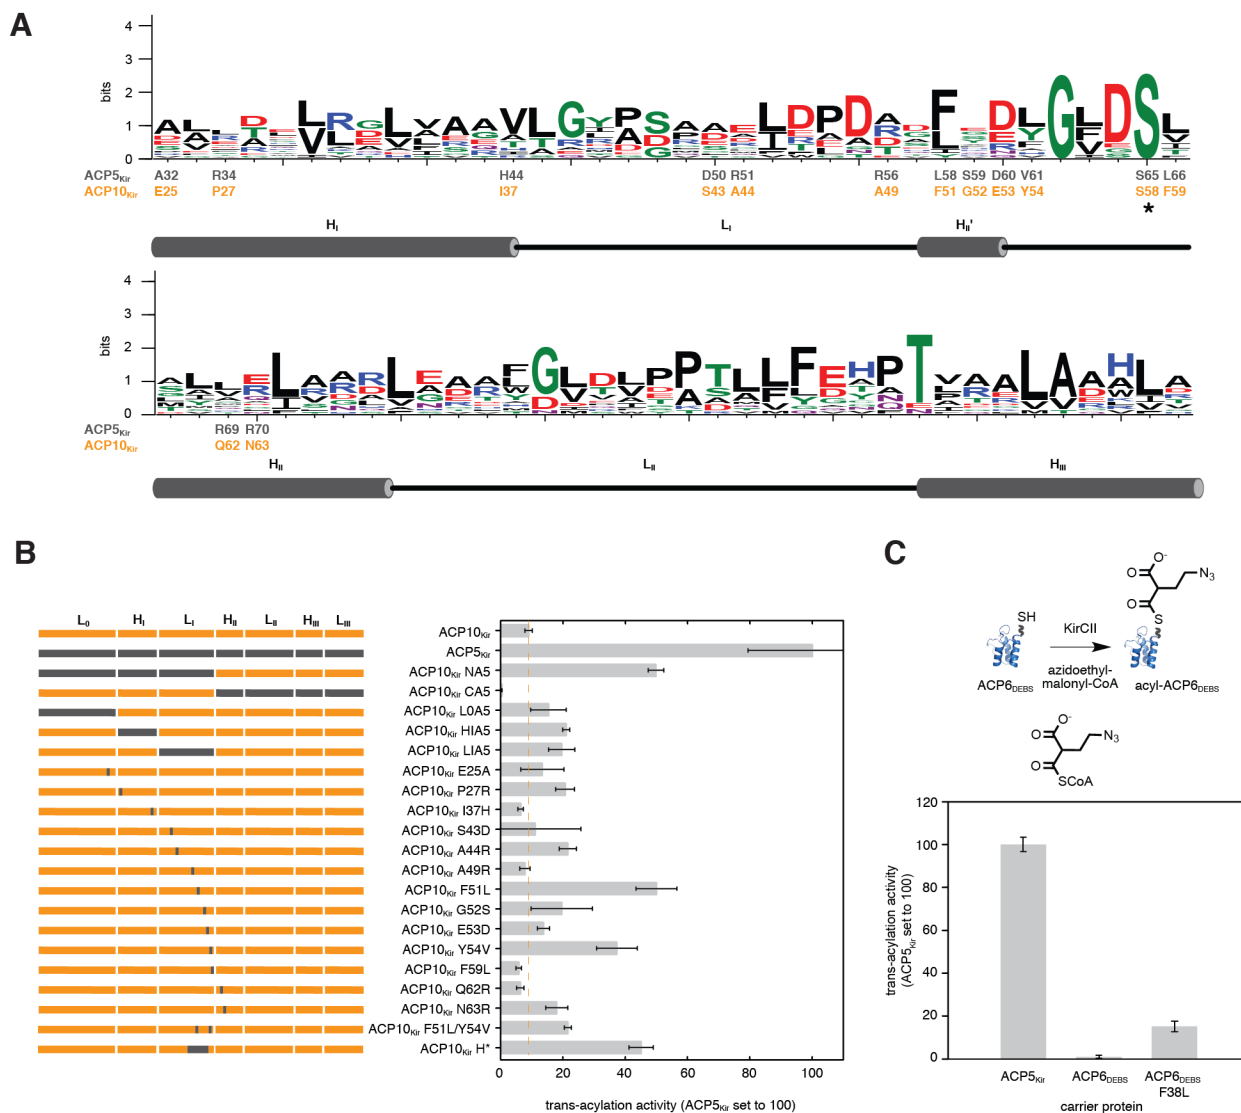 A
bits
4
3
2
1
0
ACP5Kir A32 R34 H44 D50 R51 R56 L58 S59 D60 V61 S65 L66
ACP10Kir E25 P27 I37 S43 A44 A49 F51 G52 E53 Y54 S58 F59
*
HI LI HII'
bits
4
3
2
1
0
ACP5Kir R69 R70
ACP10Kir Q62 N63
HII LII HIII
B
L0 HI LI HII LII HIII LIII
ACP10Kir
ACP5Kir
ACP10Kir NA5
ACP10Kir CA5
ACP10Kir L0A5
ACP10Kir HIA5
ACP10Kir LIA5
ACP10Kir E25A
ACP10Kir P27R
ACP10Kir I37H
ACP10Kir S43D
ACP10Kir A44R
ACP10Kir A49R
ACP10Kir F51L
ACP10Kir G52S
ACP10Kir E53D
ACP10Kir Y54V
ACP10Kir F59L
ACP10Kir Q62R
ACP10Kir N63R
ACP10Kir F51L/Y54V
ACP10Kir H*
0 20 40 60 80 100
trans-acylation activity (ACP5Kir set to 100)
C
O-
O
N3
O
SH
S
KirCII
azidoethyl-
malonyl-CoA
ACP6DEBS
acyl-ACP6DEBS
O-
O
N3
O
SCoA
trans-acylation activity
(ACP5Kir set to 100)
120
100
80
60
40
20
0
ACP5Kir ACP6DEBS ACP6DEBS
F38L
carrier protein